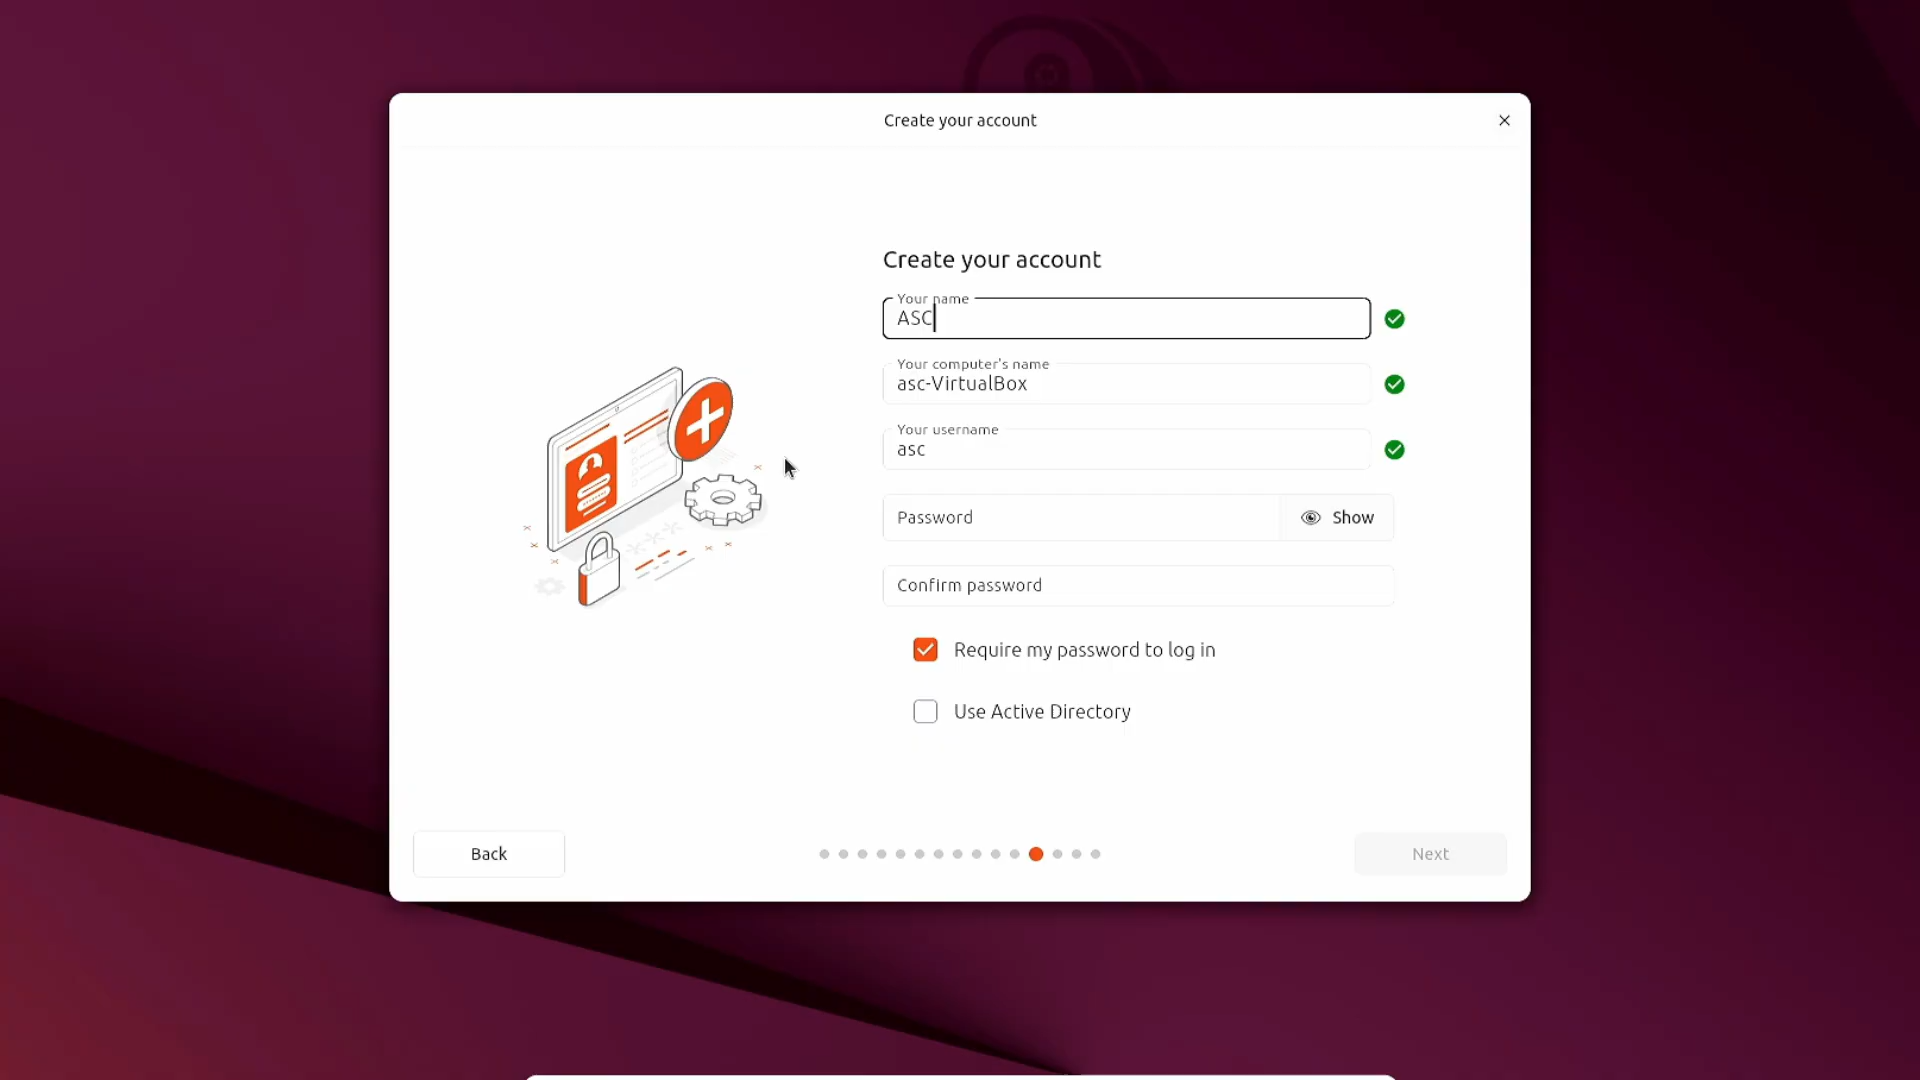 Create your account
Create your account
Your name
ASC
Your computer's name
asc-VirtualBox
Your username
asc
Password
Show
Confirm password
Require my password to log in
Use Active Directory
Back
Next